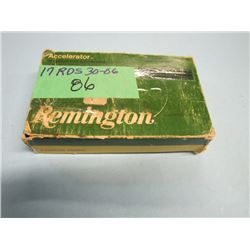 Accelerator
17 RDS 30-06
86
Remington